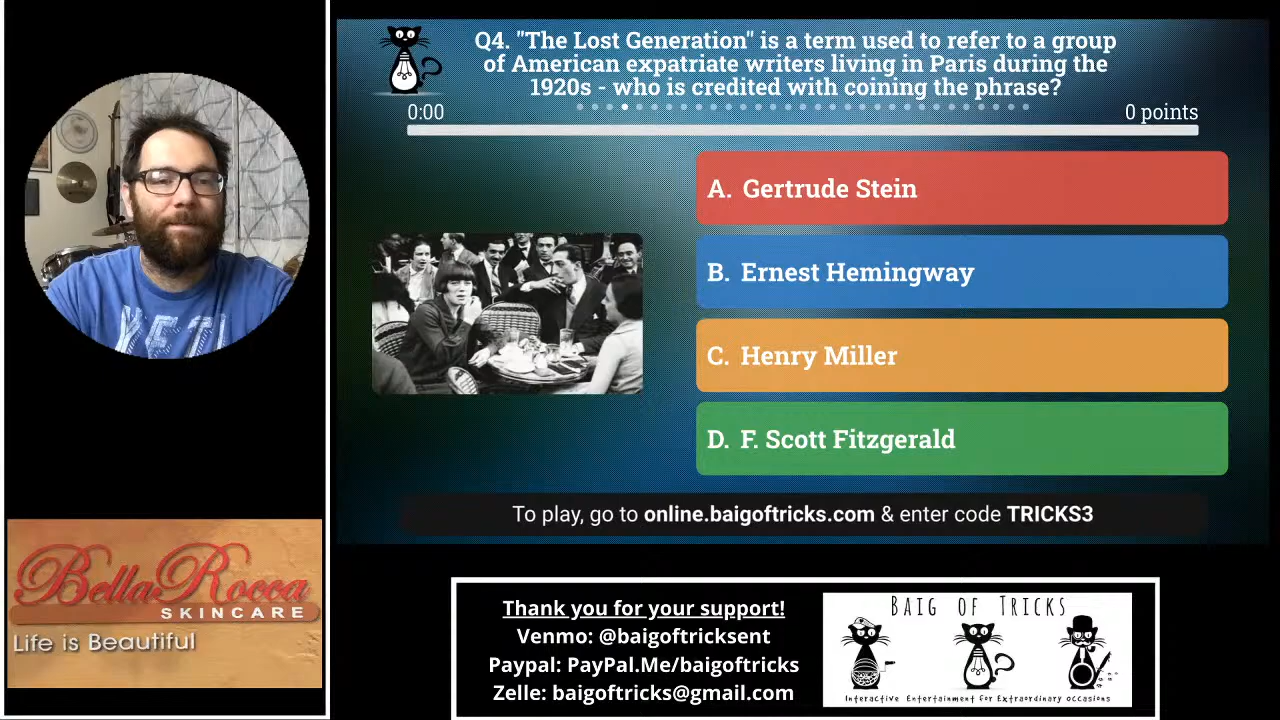 Q4. "The Lost Generation" is a term used to refer to a group
of American expatriate writers living in Paris during the
1920s - who is credited with coining the phrase?
0:00
0 points
A. Gertrude Stein
B. Ernest Hemingway
C. Henry Miller
D. F. Scott Fitzgerald
To play, go to online.baigoftricks.com & enter code TRICKS3
YETI
BellaRocca
SKINCARE
Life is Beautiful
Thank you for your support!
Venmo: @baigoftricksent
Paypal: PayPal.Me/baigoftricks
Zelle: baigoftricks@gmail.com
BAIG OF TRICKS
Interactive Entertainment for Extraordinary occasions